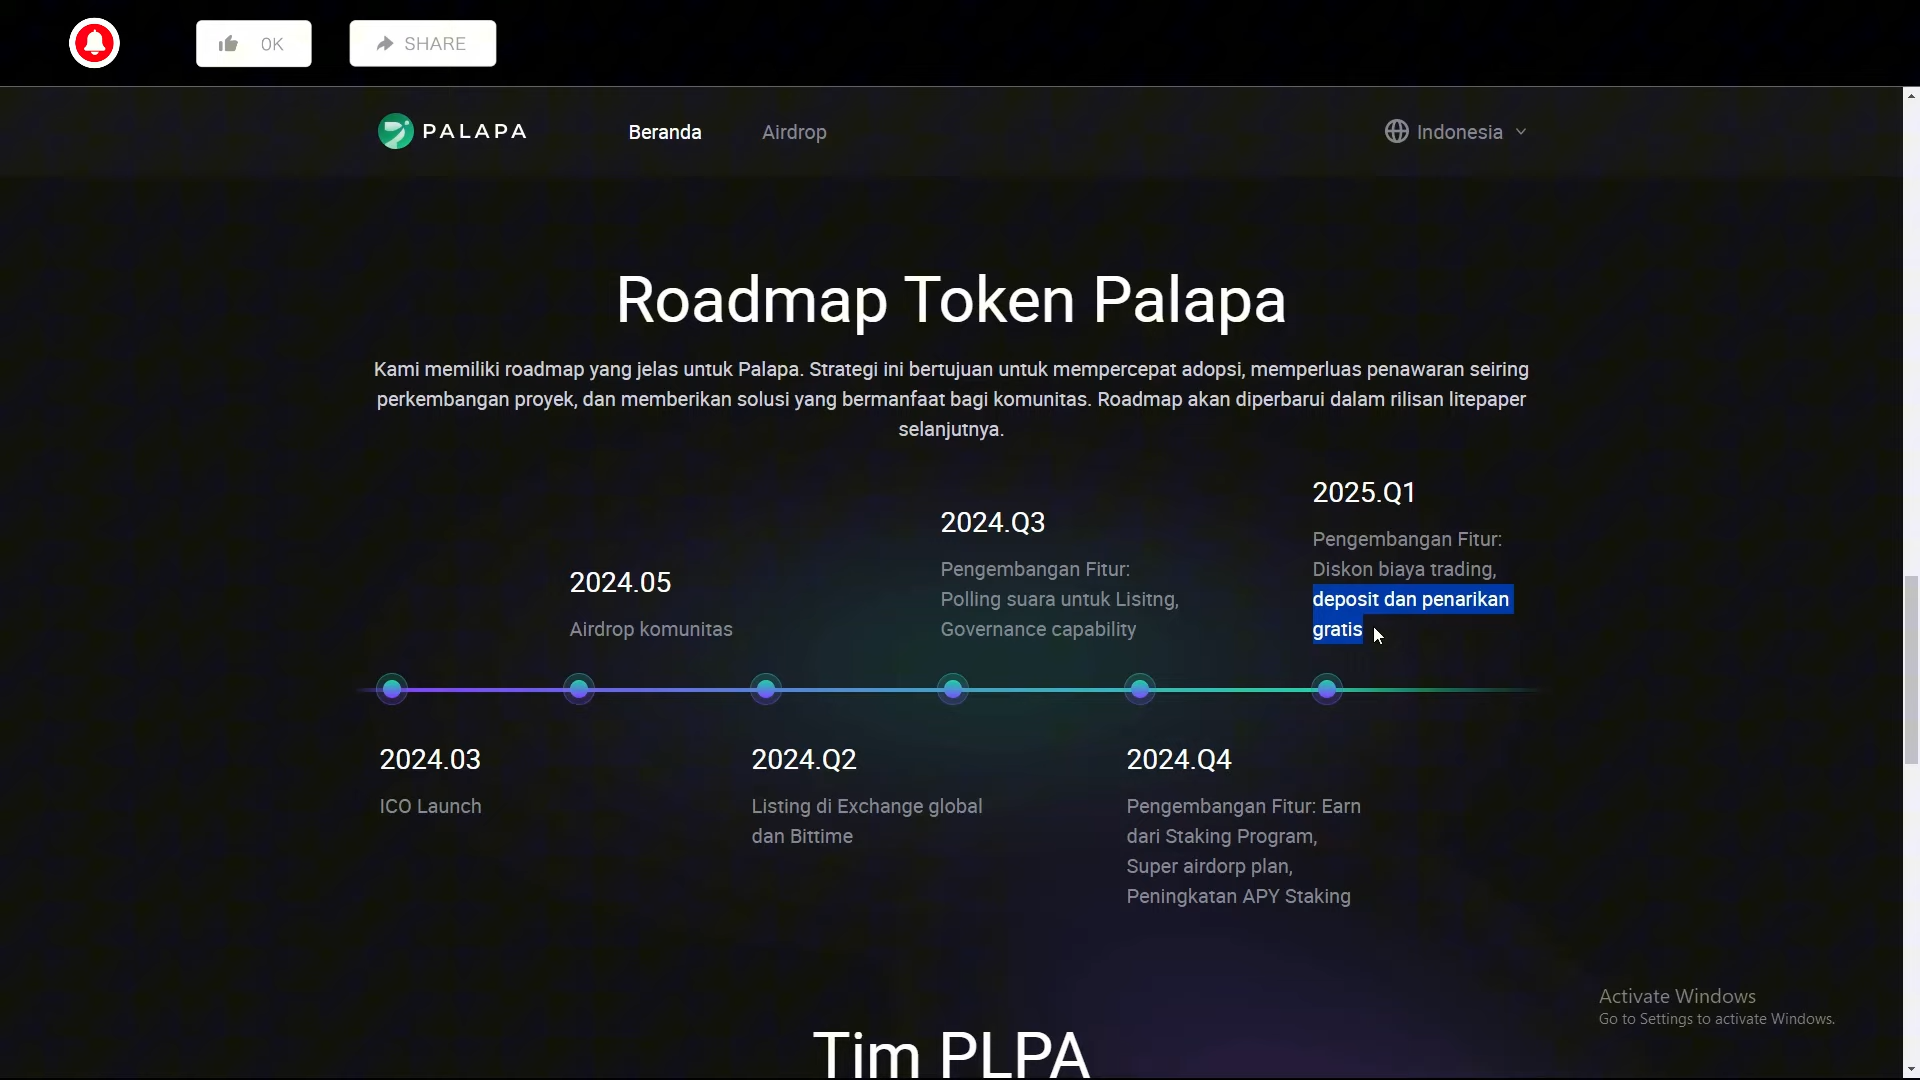 0K
SHARE
PALAPA
Beranda
Airdrop
Indonesia
Roadmap Token Palapa
Kami memiliki roadmap yang jelas untuk Palapa. Strategi ini bertujuan untuk mempercepat adopsi, memperluas penawaran seiring
perkembangan proyek, dan memberikan solusi yang bermanfaat bagi komunitas. Roadmap akan diperbarui dalam rilisan litepaper
selanjutnya.
2024.03
ICO Launch
2024.05
Airdrop komunitas
2024.Q2
Listing di Exchange global
dan Bittime
2024.Q3
Pengembangan Fitur:
Polling suara untuk Lisitng,
Governance capability
2024.Q4
Pengembangan Fitur: Earn
dari Staking Program,
Super airdorp plan,
Peningkatan APY Staking
2025.Q1
Pengembangan Fitur:
Diskon biaya trading,
deposit dan penarikan
gratis
Tim PLPA
Activate Windows
Go to Settings to activate Windows.